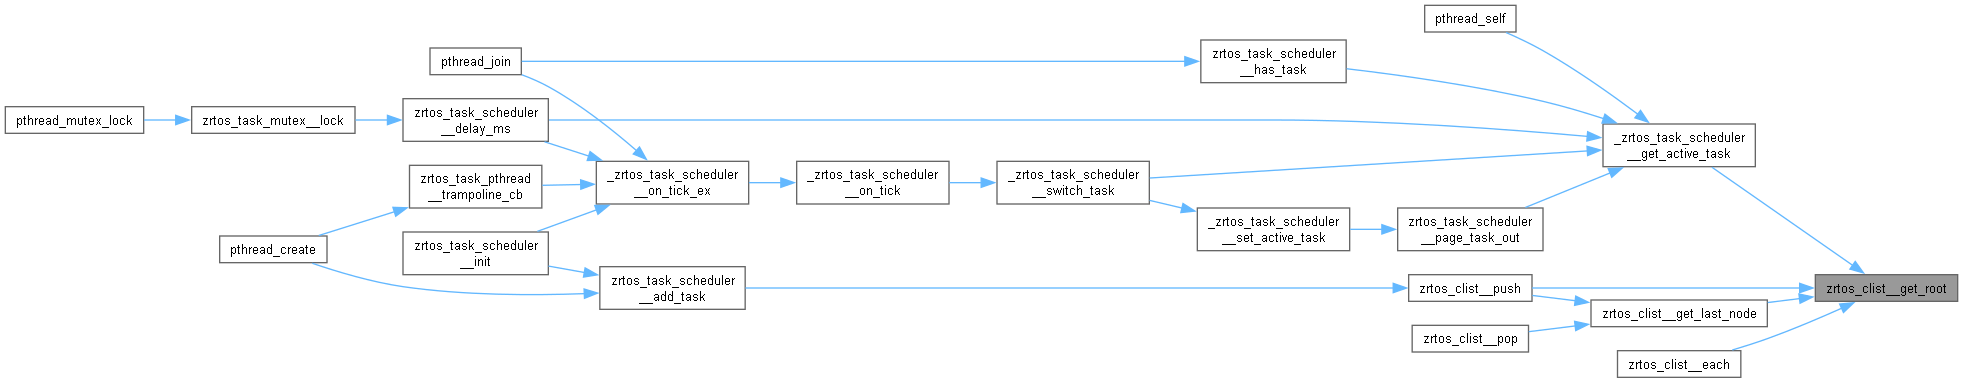 pthread_self
pthread_join
zrtos_task_scheduler
__has_task
pthread_mutex_lock
zrtos_task_mutex__lock
zrtos_task_scheduler
__delay_ms
_zrtos_task_scheduler
__get_active_task
zrtos_task_pthread
__trampoline_cb
_zrtos_task_scheduler
__on_tick_ex
_zrtos_task_scheduler
__on_tick
_zrtos_task_scheduler
__switch_task
pthread_create
zrtos_task_scheduler
__init
_zrtos_task_scheduler
__set_active_task
zrtos_task_scheduler
__page_task_out
zrtos_task_scheduler
__add_task
zrtos_clist__push
zrtos_clist__get_root
zrtos_clist__get_last_node
zrtos_clist__pop
zrtos_clist__each